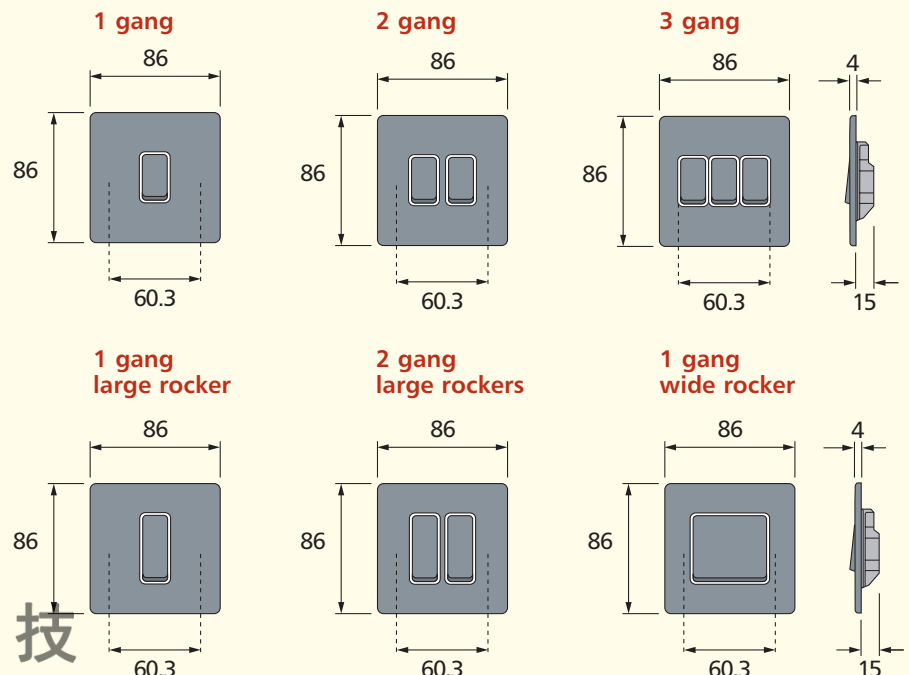 1 gang
2 gang
3 gang
86
86
86
4
86
86
86
60.3
60.3
60.3
15
1 gang
large rocker
2 gang
large rockers
1 gang
wide rocker
86
86
86
4
86
86
86
60.3
60.3
60.3
15
技